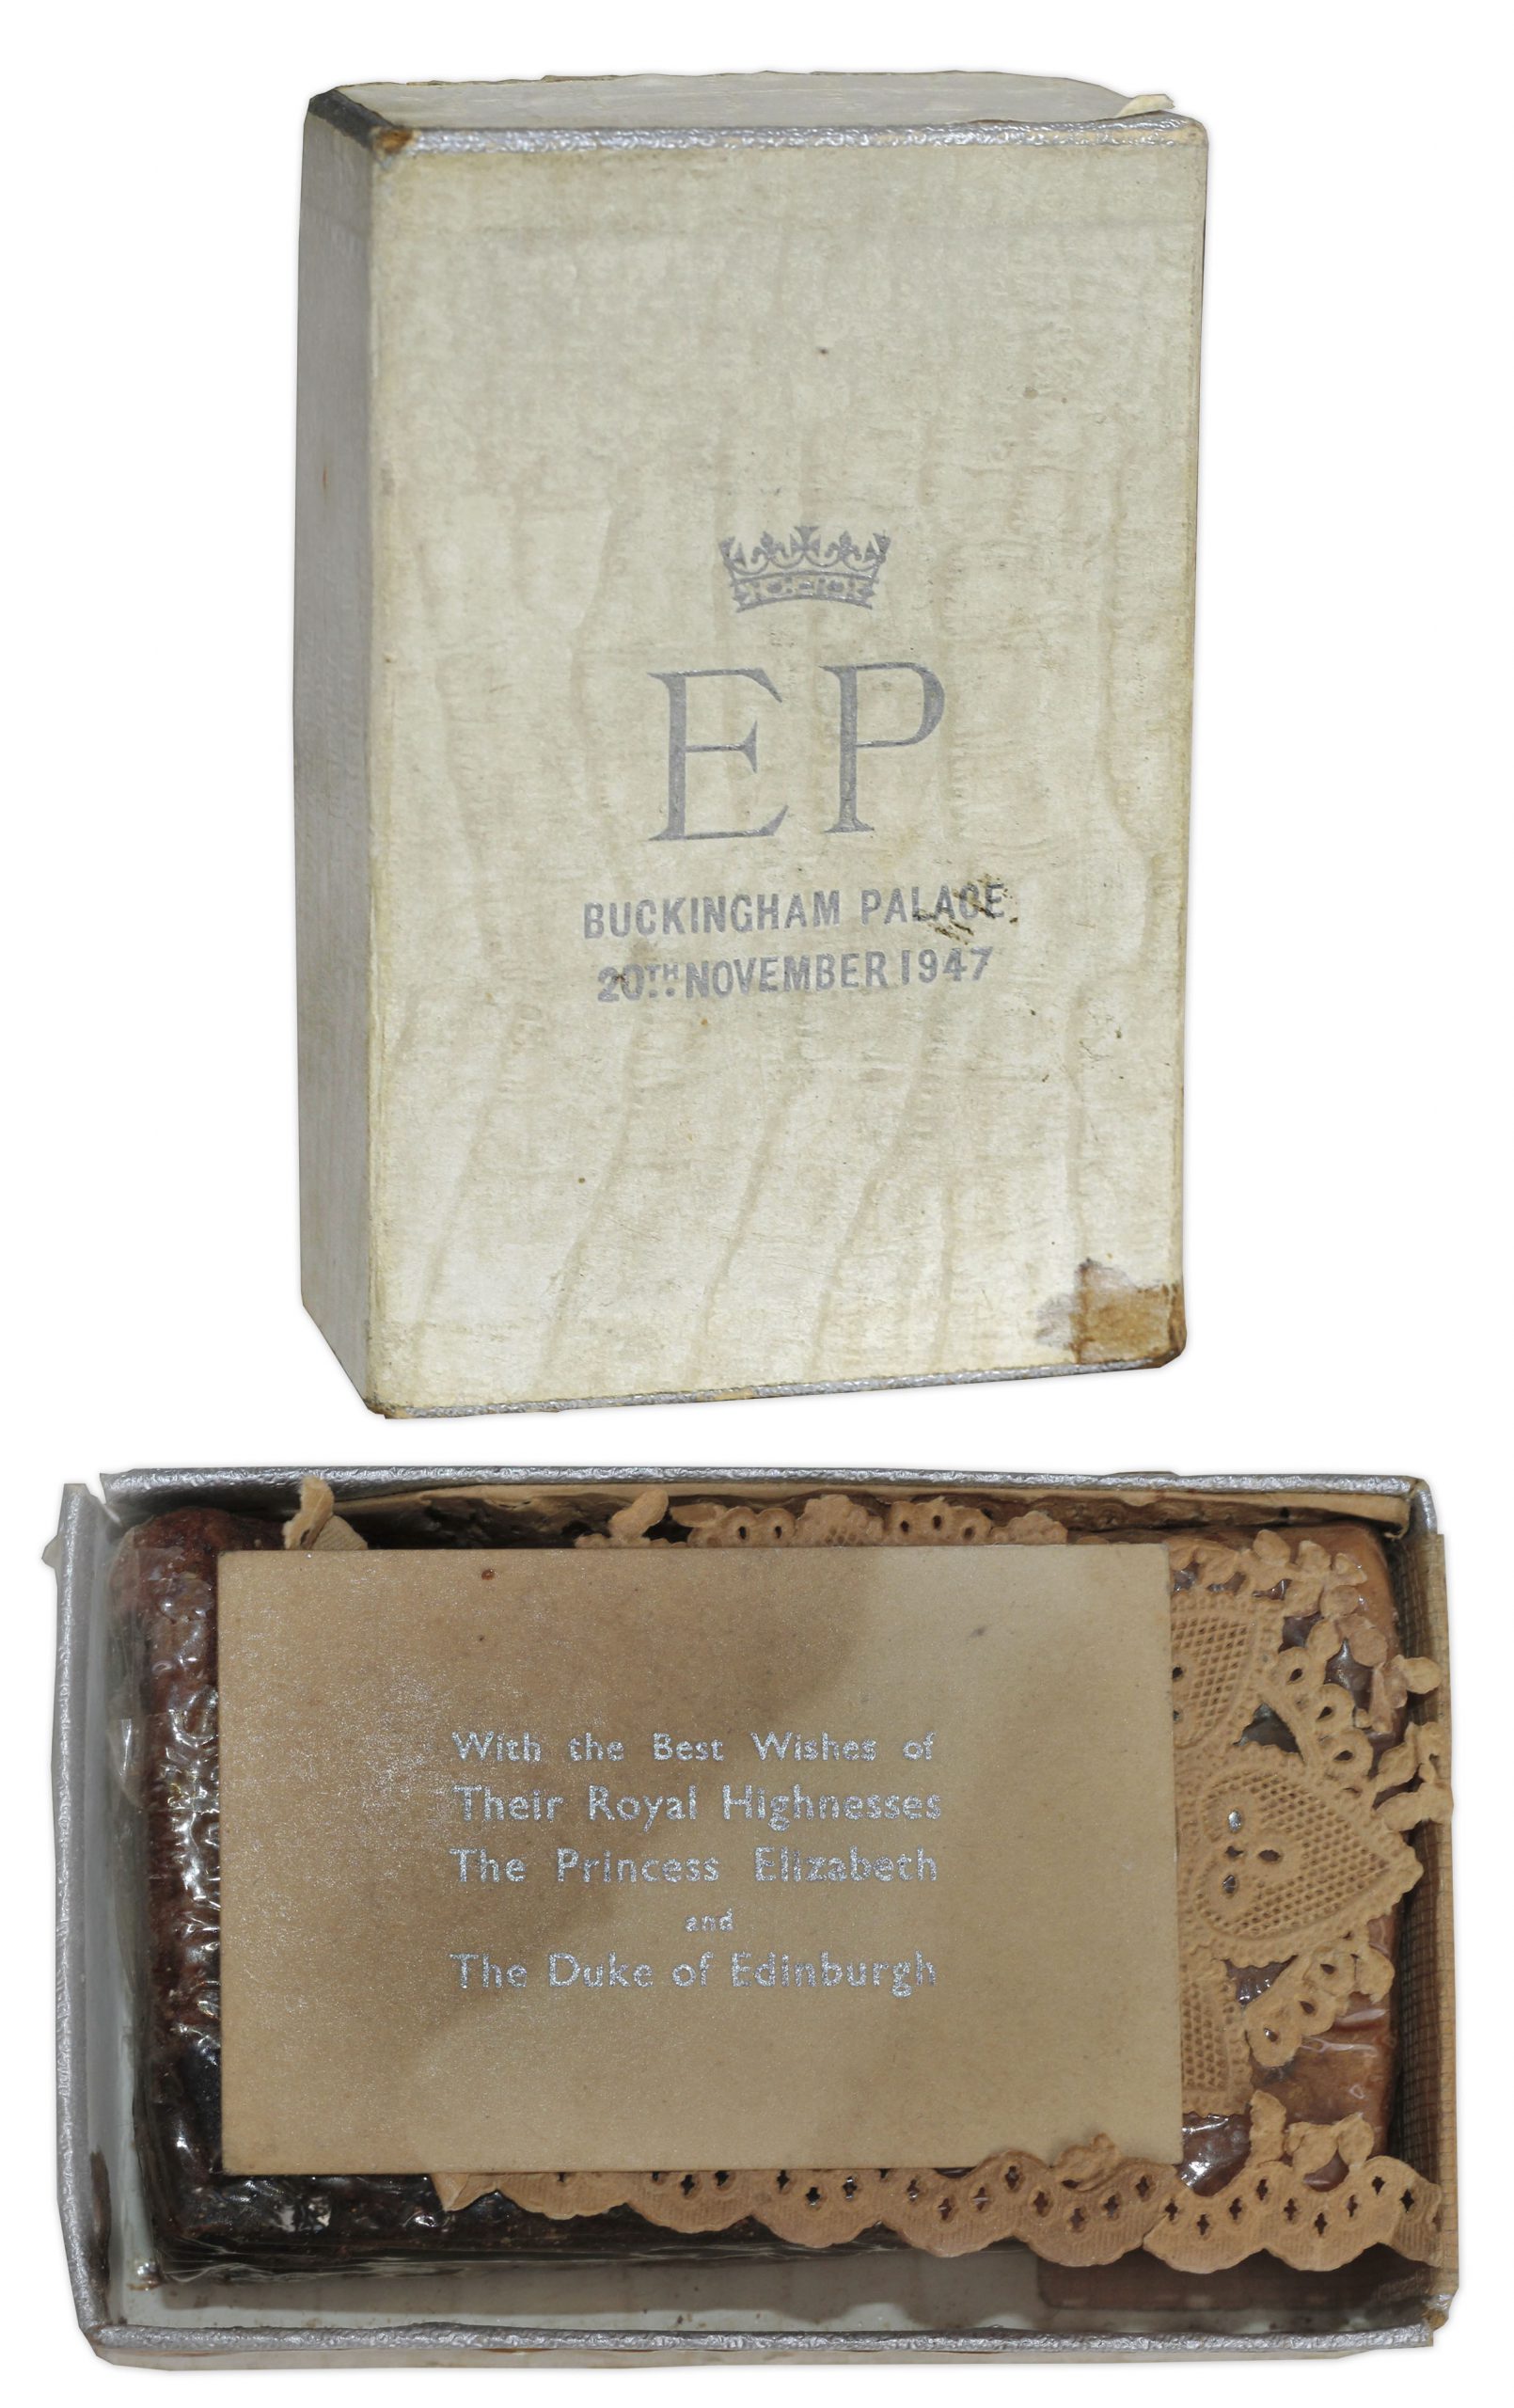 EP
BUCKINGHAM PALACE
20TH NOVEMBER 1947
With the Best Wishes of
Their Royal Highnesses
The Princess Elizabeth
and
The Duke of Edinburgh